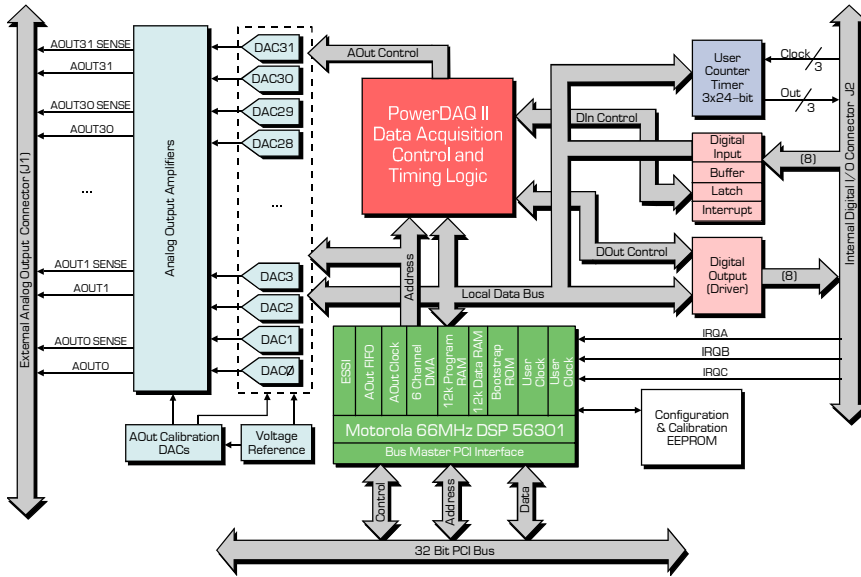 External Analog Output Connector (J1)
AOUT31 SENSE
AOUT31
AOUT30 SENSE
AOUT30
...
AOUT1 SENSE
AOUT1
AOUT0 SENSE
AOUT0
Analog Output Amplifiers
DAC31
DAC30
DAC29
DAC28
...
DAC3
DAC2
DAC1
DACØ
AOut Calibration
DACs
Voltage
Reference
AOut Control
PowerDAQ II
Data Acquisition
Control and
Timing Logic
DIn Control
DOut Control
Address
Local Data Bus
User
Counter
Timer
3x24-bit
Clock
3
Out
3
Digital
Input
Buffer
Latch
Interrupt
(8)
Digital
Output
(Driver)
(8)
Internal Digital I/O Connector J2
IRQA
IRQB
IRQC
ESSI
AOut FIFO
AOut Clock
6 Channel
DMA
12k Program
RAM
12k Data RAM
Bootstrap
ROM
User
Clock
User
Clock
Motorola 66MHz DSP 56301
Bus Master PCI Interface
Configuration
& Calibration
EEPROM
Control
Address
Data
32 Bit PCI Bus